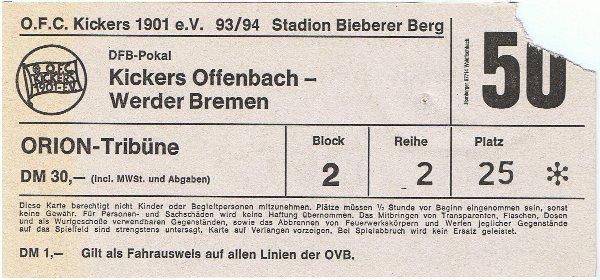 O.F.C. Kickers 1901 e.V. 93/94 Stadion Bieberer Berg
DFB-Pokal
Kickers Offenbach –
Werder Bremen
O.F.C.
KICKERS
1901·E.V.
50
ORION-Tribüne
DM 30,— (incl. MWSt. und Abgaben)
Block
2
Reihe
2
Platz
25 *
Diese Karte berechtigt nicht Kinder oder Begleitpersonen mitzunehmen. Plätze müssen ½ Stunde vor Beginn eingenommen sein, sonst
keine Gewähr. Für Personen- und Sachschäden wird keine Haftung übernommen. Das Mitbringen von Transparenten, Flaschen, Dosen
und als Wurfgeschoße verwendbaren Gegenständen, sowie das Abbrennen von Feuerwerkskörpern und Werfen jeglicher Gegenstände
auf das Spielfeld sind strengstens untersagt. Karte auf Verlangen vorzeigen. Bei Spielabbruch wird kein Ersatz geleistet.
DM 1,— Gilt als Fahrausweis auf allen Linien der OVB.